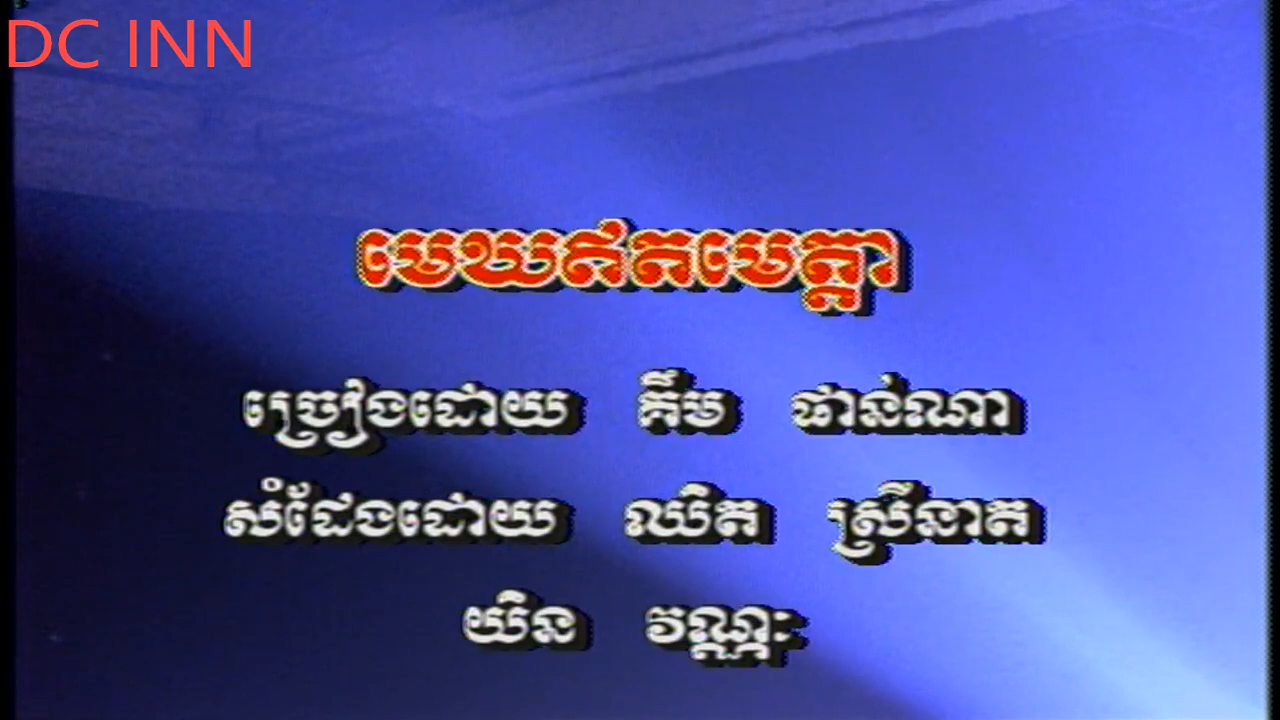 DC INN
មេឃឥតមេត្តា
ច្រៀងដោយ គឹម ផាន់ណា
សំដែងដោយ ឈិត ស្រីនាត
យិន វណ្ណៈ